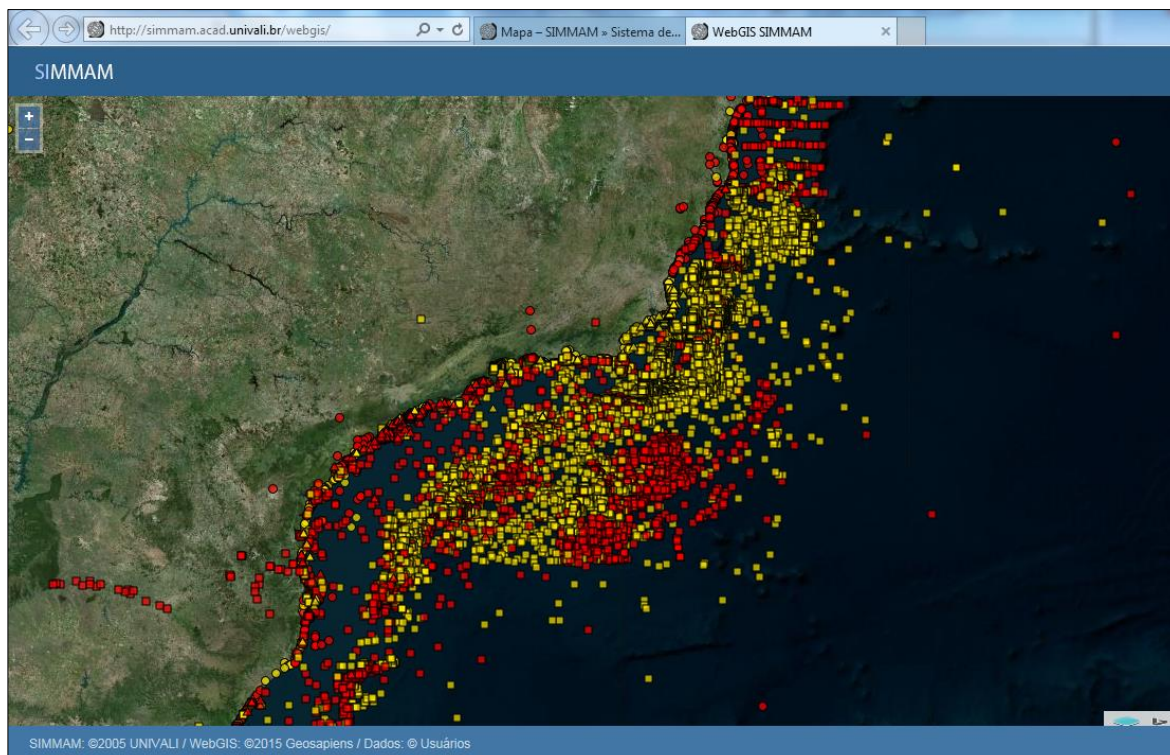 http://simmam.acad.univali.br/webgis/
Mapa – SIMMAM » Sistema de...
WebGIS SIMMAM
SIMMAM
+
−
SIMMAM: ©2005 UNIVALI / WebGIS: ©2015 Geosapiens / Dados: © Usuários